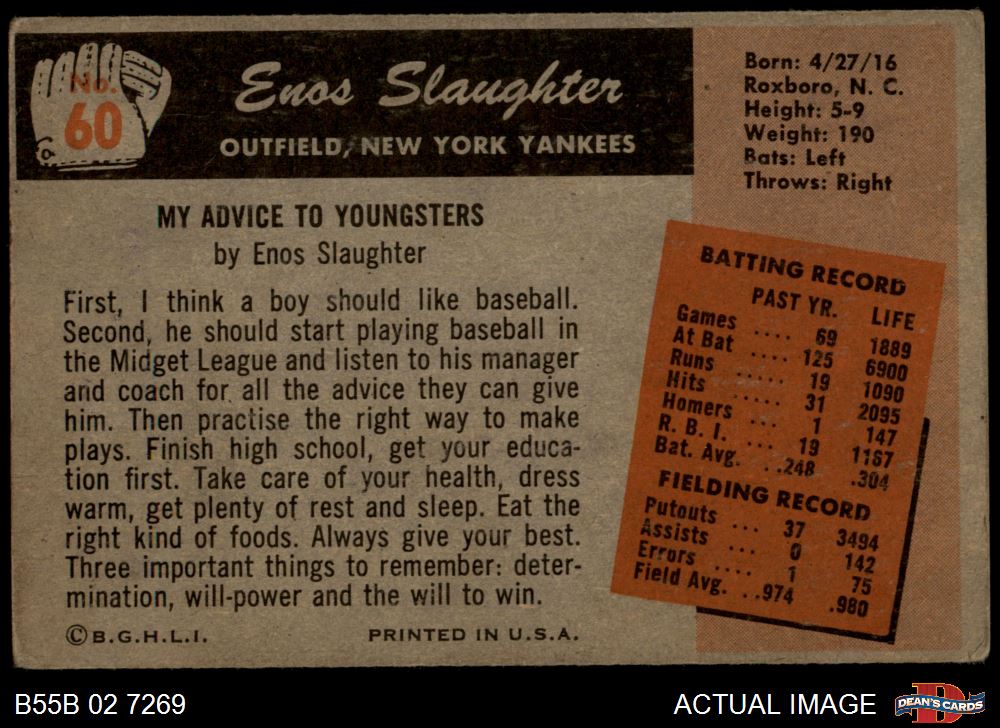 No.
60
Enos Slaughter
OUTFIELD, NEW YORK YANKEES
Born: 4/27/16
Roxboro, N. C.
Height: 5-9
Weight: 190
Bats: Left
Throws: Right
MY ADVICE TO YOUNGSTERS
by Enos Slaughter
First, I think a boy should like baseball.
Second, he should start playing baseball in
the Midget League and listen to his manager
and coach for all the advice they can give
him. Then practise the right way to make
plays. Finish high school, get your educa-
tion first. Take care of your health, dress
warm, get plenty of rest and sleep. Eat the
right kind of foods. Always give your best.
Three important things to remember: deter-
mination, will-power and the will to win.
© B.G.H.L.I. PRINTED IN U.S.A.
BATTING RECORD
PAST YR. LIFE
Games .... 69 1889
At Bat .... 125 6900
Runs ..... 19 1090
Hits ..... 31 2095
Homers ... 1 147
R. B. I. ... 19 1167
Bat. Avg. ..248 .304
FIELDING RECORD
Putouts ... 37 3494
Assists ... 0 142
Errors .... 1 75
Field Avg. ..974 .980
B55B 02 7269
ACTUAL IMAGE
DEAN'S CARDS